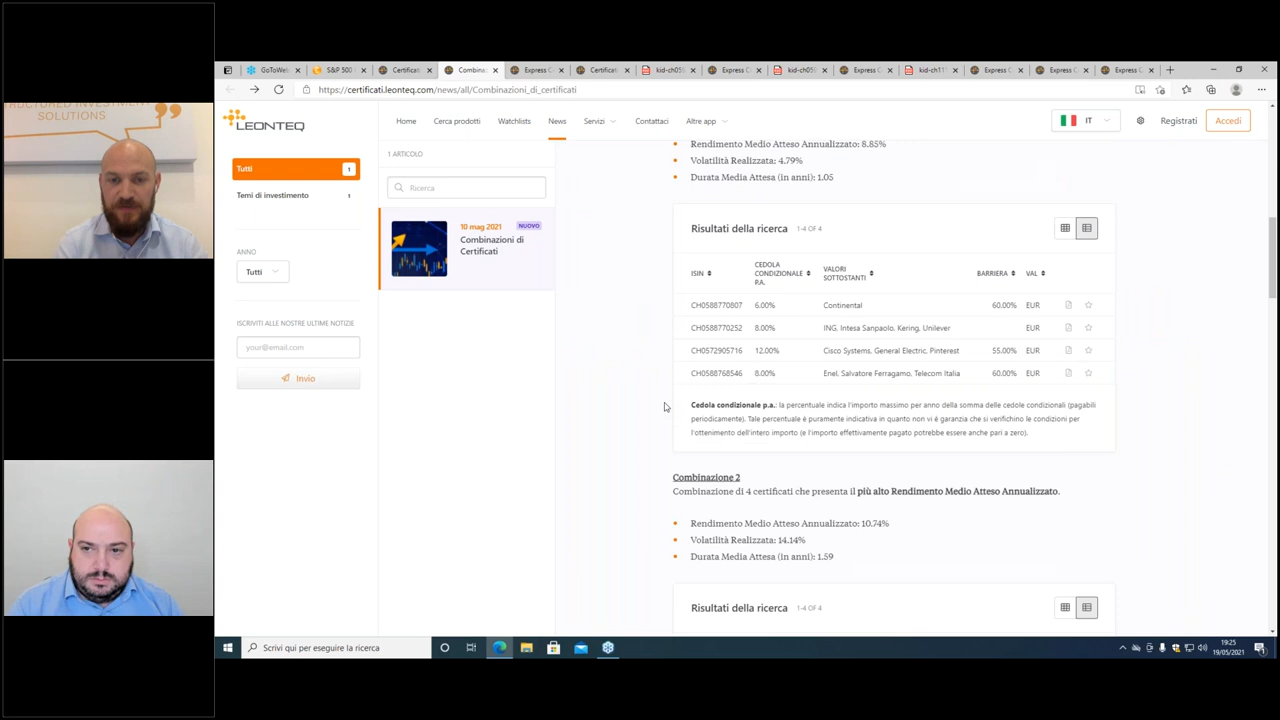 STRUCTURED INVESTMENT
SOLUTIONS
GoToWeb
S&P 500
Certificat
Combinaz
Express C
Certificat
kid-ch05
Express C
kid-ch05
Express C
kid-ch11
Express C
Express C
Express C
https://certificati.leonteq.com/news/all/Combinazioni_di_certificati
LEONTEQ
Home
Cerca prodotti
Watchlists
News
Servizi
Contattaci
Altre app
IT
Registrati
Accedi
Tutti
1
Temi di investimento
1
ANNO
Tutti
ISCRIVITI ALLE NOSTRE ULTIME NOTIZIE
your@email.com
Invio
1 ARTICOLO
Ricerca
10 mag 2021
NUOVO
Combinazioni di
Certificati
Rendimento Medio Atteso Annualizzato: 8.85%
Volatilità Realizzata: 4.79%
Durata Media Attesa (in anni): 1.05
Risultati della ricerca 1-4 OF 4
ISIN
CEDOLA
CONDIZIONALE
P.A.
VALORI
SOTTOSTANTI
BARRIERA
VAL
CH0588770807 6.00% Continental 60.00% EUR
CH0588770252 8.00% ING, Intesa Sanpaolo, Kering, Unilever EUR
CH0572905716 12.00% Cisco Systems, General Electric, Pinterest 55.00% EUR
CH0588768546 8.00% Enel, Salvatore Ferragamo, Telecom Italia 60.00% EUR
Cedola condizionale p.a.: la percentuale indica l'importo massimo per anno della somma delle cedole condizionali (pagabili
periodicamente). Tale percentuale è puramente indicativa in quanto non vi è garanzia che si verifichino le condizioni per
l'ottenimento dell'intero importo (e l'importo effettivamente pagato potrebbe essere anche pari a zero).
Combinazione 2
Combinazione di 4 certificati che presenta il più alto Rendimento Medio Atteso Annualizzato.
Rendimento Medio Atteso Annualizzato: 10.74%
Volatilità Realizzata: 14.14%
Durata Media Attesa (in anni): 1.59
Risultati della ricerca 1-4 OF 4
Scrivi qui per eseguire la ricerca
19:25
19/05/2021